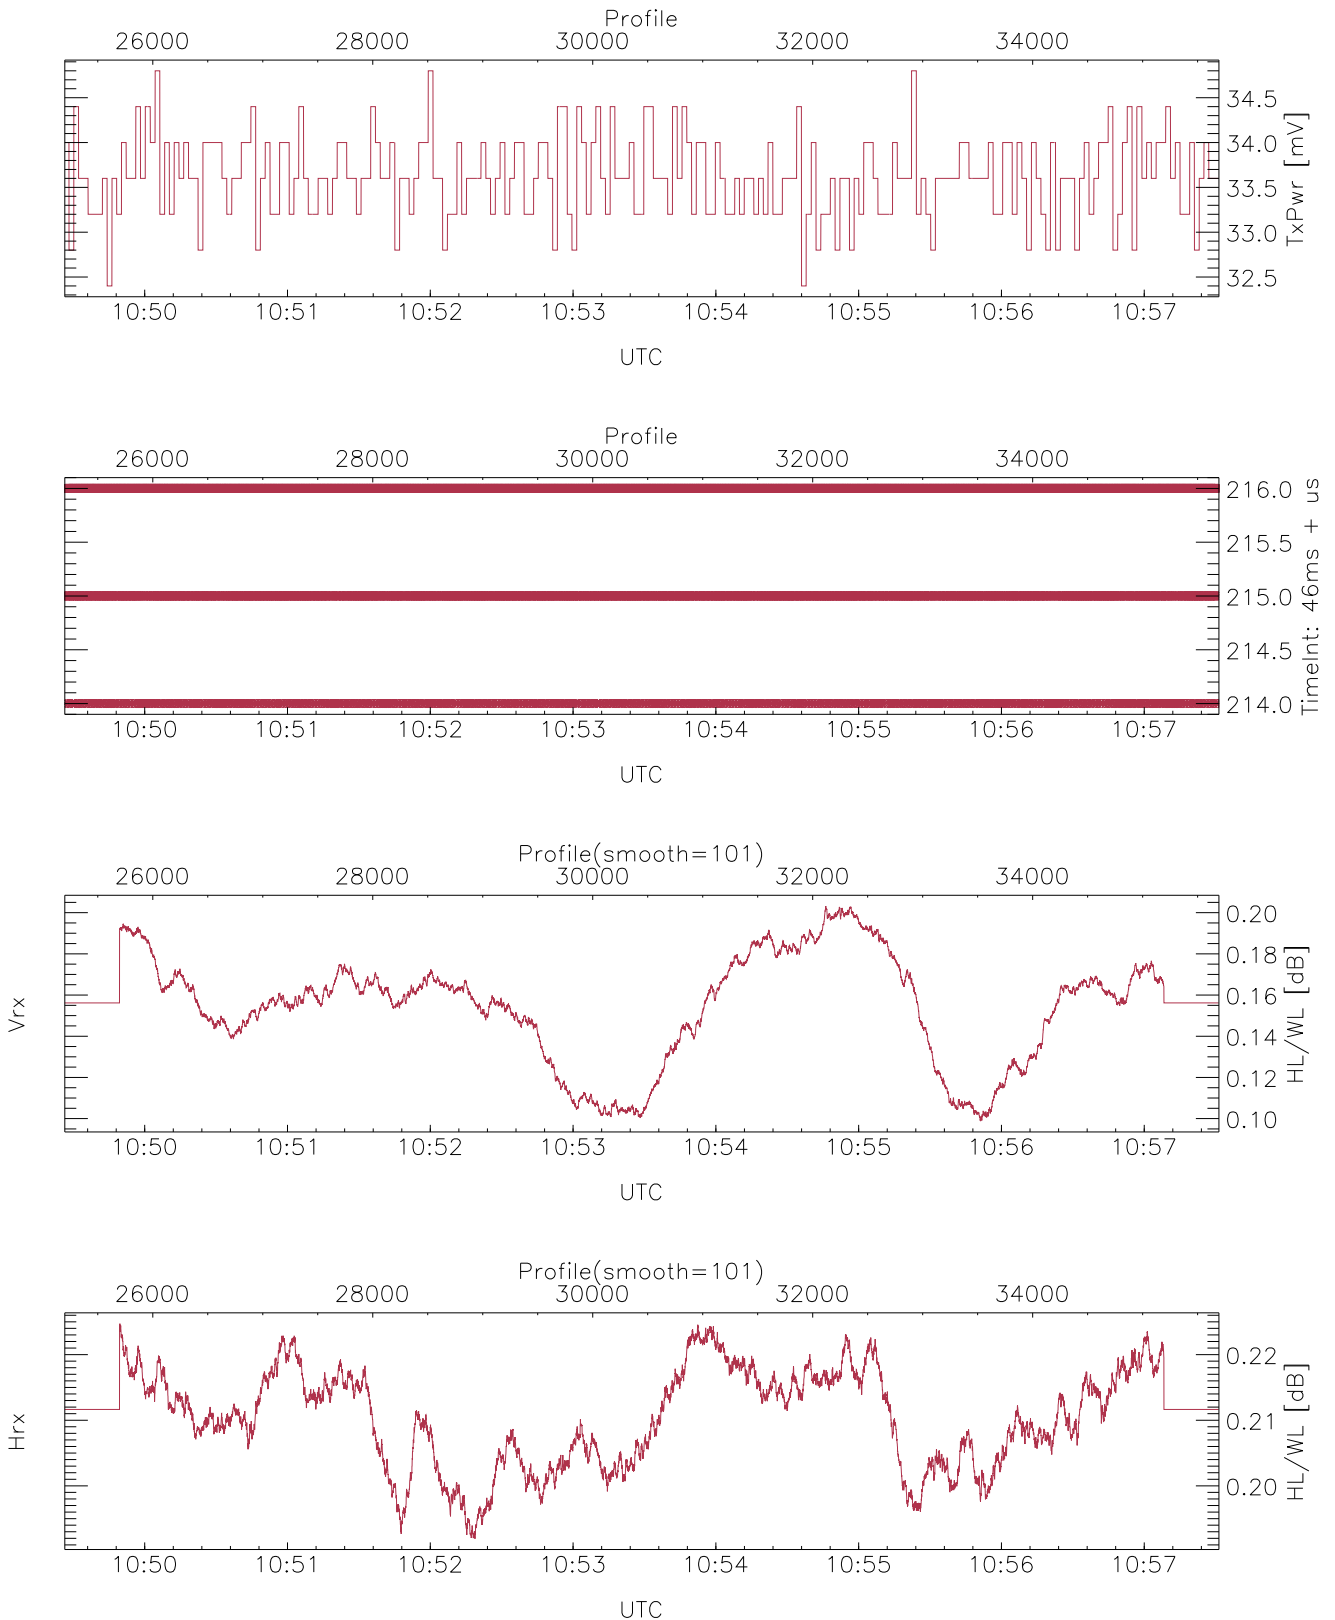 Profile
26000 28000 30000 32000 34000
34.5
34.0
33.5
33.0
32.5
TxPwr [mV]
10:50 10:51 10:52 10:53 10:54 10:55 10:56 10:57
UTC
Profile
26000 28000 30000 32000 34000
216.0
215.5
215.0
214.5
214.0
TimeInt: 46ms + us
10:50 10:51 10:52 10:53 10:54 10:55 10:56 10:57
UTC
Profile(smooth=101)
26000 28000 30000 32000 34000
Vrx
0.20
0.18
0.16
0.14
0.12
0.10
HL/WL [dB]
10:50 10:51 10:52 10:53 10:54 10:55 10:56 10:57
UTC
Profile(smooth=101)
26000 28000 30000 32000 34000
Hrx
0.22
0.21
0.20
HL/WL [dB]
10:50 10:51 10:52 10:53 10:54 10:55 10:56 10:57
UTC